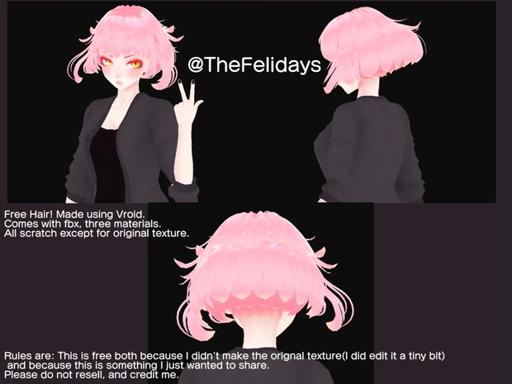 @TheFelidays
Free Hair! Made using Vroid.
Comes with fbx, three materials.
All scratch except for original texture.
Rules are: This is free both because I didn't make the orignal texture(I did edit it a tiny bit)
and because this is something I just wanted to share.
Please do not resell, and credit me.